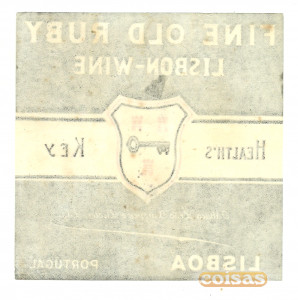 FINE OLD RUBY
LISBON-WINE
HEALTH'S KEY
LISBOA
PORTUGAL
coisas